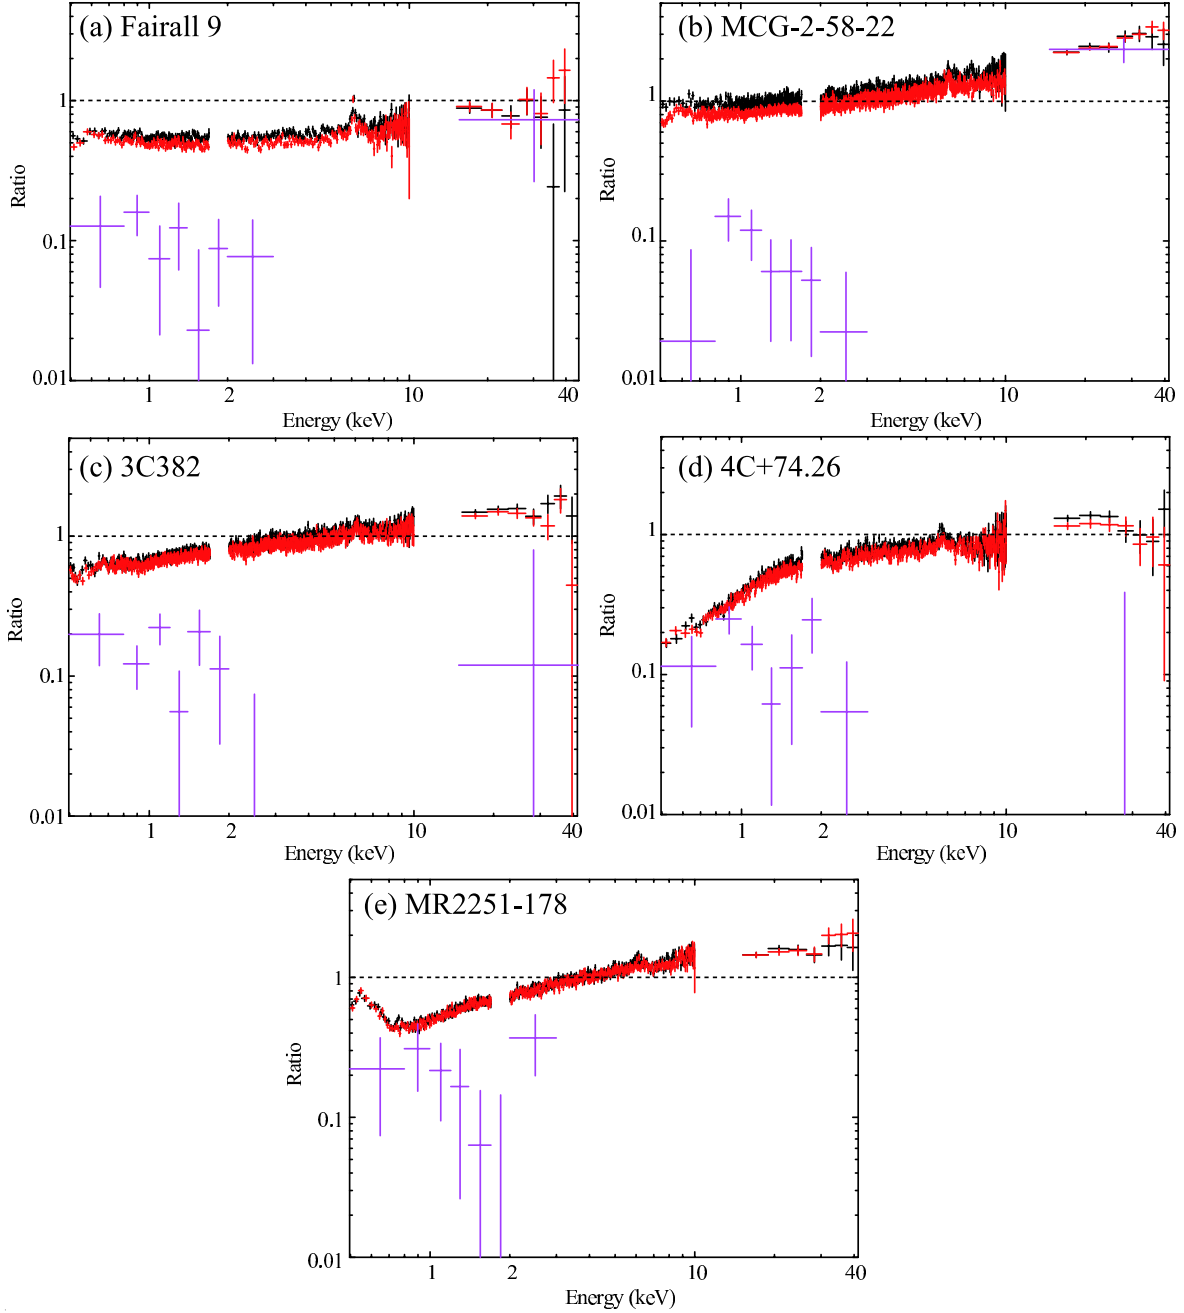 (a) Fairall 9
1
0.1
0.01
Ratio
1 2 10 40
Energy (keV)
(b) MCG-2-58-22
1
0.1
0.01
Ratio
1 2 10 40
Energy (keV)
(c) 3C382
1
0.1
0.01
Ratio
1 2 10 40
Energy (keV)
(d) 4C+74.26
1
0.1
0.01
Ratio
1 2 10 40
Energy (keV)
(e) MR2251-178
1
0.1
0.01
Ratio
1 2 10 40
Energy (keV)